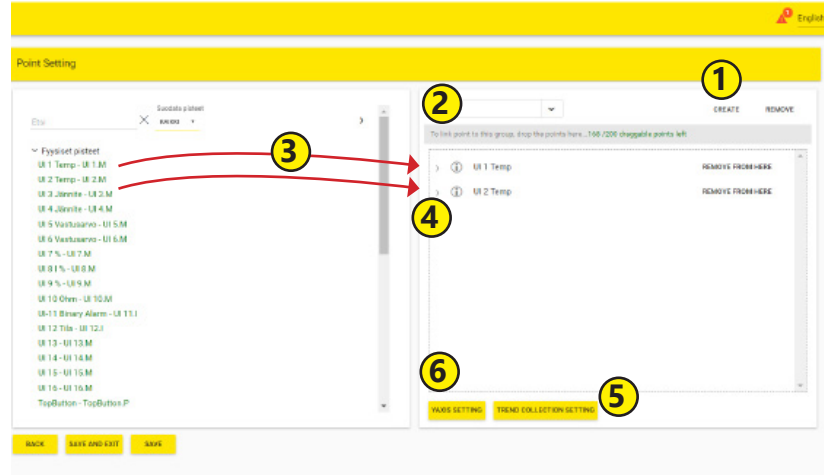 1
English
Point Setting
1
2
CREATE
REMOVE
Etsi
Suodata pisteet
KAIKKI
To link point to this group, drop the points here...168 /200 draggable points left
3
Fyysiset pisteet
UI 1 Temp - UI 1.M
UI 2 Temp - UI 2.M
UI 3 Jännite - UI 3.M
UI 4 Jännite - UI 4.M
UI 5 Vastusarvo - UI 5.M
UI 6 Vastusarvo - UI 6.M
UI 7 % - UI 7.M
UI 8 I % - UI 8.M
UI 9 % - UI 9.M
UI 10 Ohm - UI 10.M
UI-11 Binary Alarm - UI 11.I
UI 12 Tila - UI 12.I
UI 13 - UI 13.M
UI 14 - UI 14.M
UI 15 - UI 15.M
UI 16 - UI 16.M
TopButton - TopButton.P
UI 1 Temp
REMOVE FROM HERE
UI 2 Temp
REMOVE FROM HERE
4
6
5
YAXIS SETTING
TREND COLLECTION SETTING
BACK
SAVE AND EXIT
SAVE